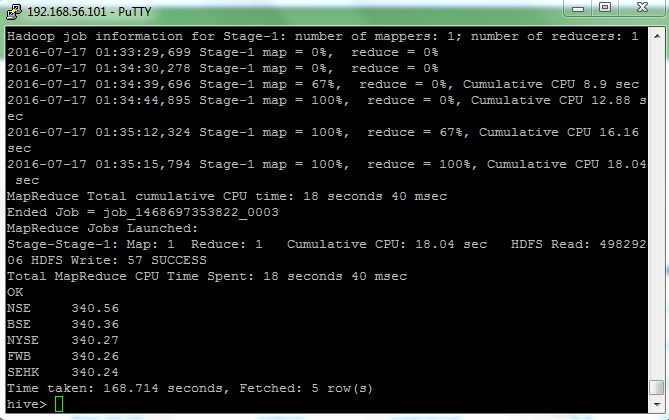 192.168.56.101 - PuTTY
Hadoop job information for Stage-1: number of mappers: 1; number of reducers: 1
2016-07-17 01:33:29,699 Stage-1 map = 0%,  reduce = 0%
2016-07-17 01:34:30,278 Stage-1 map = 0%,  reduce = 0%
2016-07-17 01:34:39,696 Stage-1 map = 67%,  reduce = 0%, Cumulative CPU 8.9 sec
2016-07-17 01:34:44,895 Stage-1 map = 100%,  reduce = 0%, Cumulative CPU 12.88 s
ec
2016-07-17 01:35:12,324 Stage-1 map = 100%,  reduce = 67%, Cumulative CPU 16.16
sec
2016-07-17 01:35:15,794 Stage-1 map = 100%,  reduce = 100%, Cumulative CPU 18.04
 sec
MapReduce Total cumulative CPU time: 18 seconds 40 msec
Ended Job = job_1468697353822_0003
MapReduce Jobs Launched:
Stage-Stage-1: Map: 1  Reduce: 1   Cumulative CPU: 18.04 sec   HDFS Read: 498292
06 HDFS Write: 57 SUCCESS
Total MapReduce CPU Time Spent: 18 seconds 40 msec
OK
NSE     340.56
BSE     340.36
NYSE    340.27
FWB     340.26
SEHK    340.24
Time taken: 168.714 seconds, Fetched: 5 row(s)
hive>